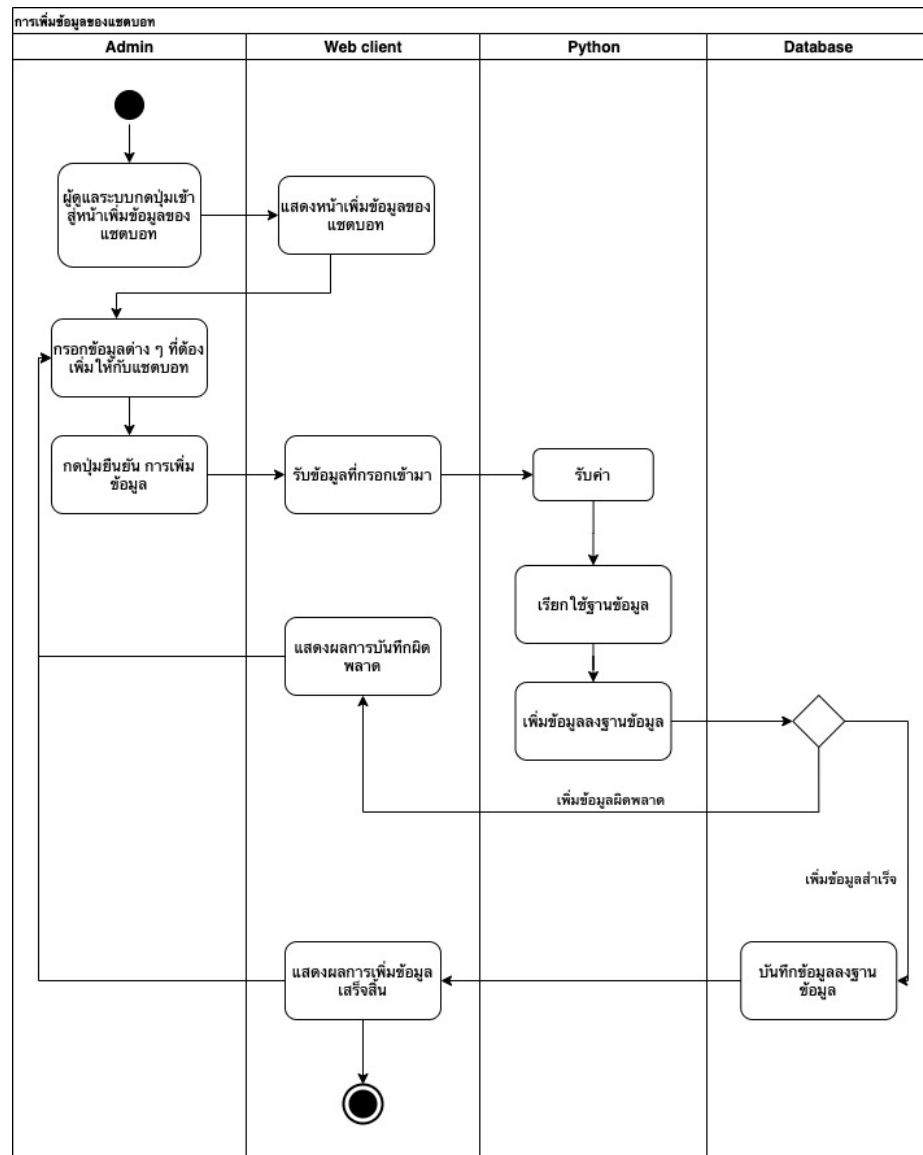 การเพิ่มข้อมูลของแชตบอท
Admin
Web client
Python
Database
ผู้ดูแลระบบกดปุ่มเข้า
สู่หน้าเพิ่มข้อมูลของ
แชตบอท
แสดงหน้าเพิ่มข้อมูลของ
แชตบอท
กรอกข้อมูลต่าง ๆ ที่ต้อง
เพิ่มให้กับแชตบอท
กดปุ่มยืนยัน การเพิ่ม
ข้อมูล
รับข้อมูลที่กรอกเข้ามา
รับค่า
เรียกใช้ฐานข้อมูล
แสดงผลการบันทึกผิด
พลาด
เพิ่มข้อมูลลงฐานข้อมูล
เพิ่มข้อมูลผิดพลาด
เพิ่มข้อมูลสำเร็จ
แสดงผลการเพิ่มข้อมูล
เสร็จสิ้น
บันทึกข้อมูลลงฐาน
ข้อมูล